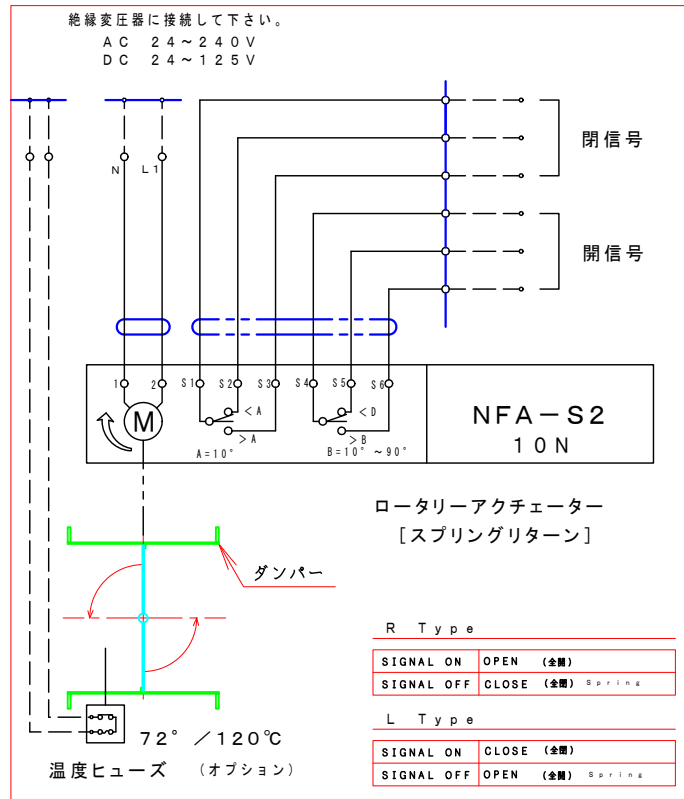 絶縁変圧器に接続して下さい。
AC 24~240V
DC 24~125V
N L1
閉信号
開信号
1 2 S1 S2 S3 S4 S5 S6
M
<A
>A
A=10°
<D
>B
B=10° ~90°
NFA-S2
10N
ロータリーアクチェーター
[スプリングリターン]
ダンパー
72° /120℃
温度ヒューズ (オプション)
R Type
SIGNAL ON OPEN (全開)
SIGNAL OFF CLOSE (全閉) Spring
L Type
SIGNAL ON CLOSE (全閉)
SIGNAL OFF OPEN (全開) Spring